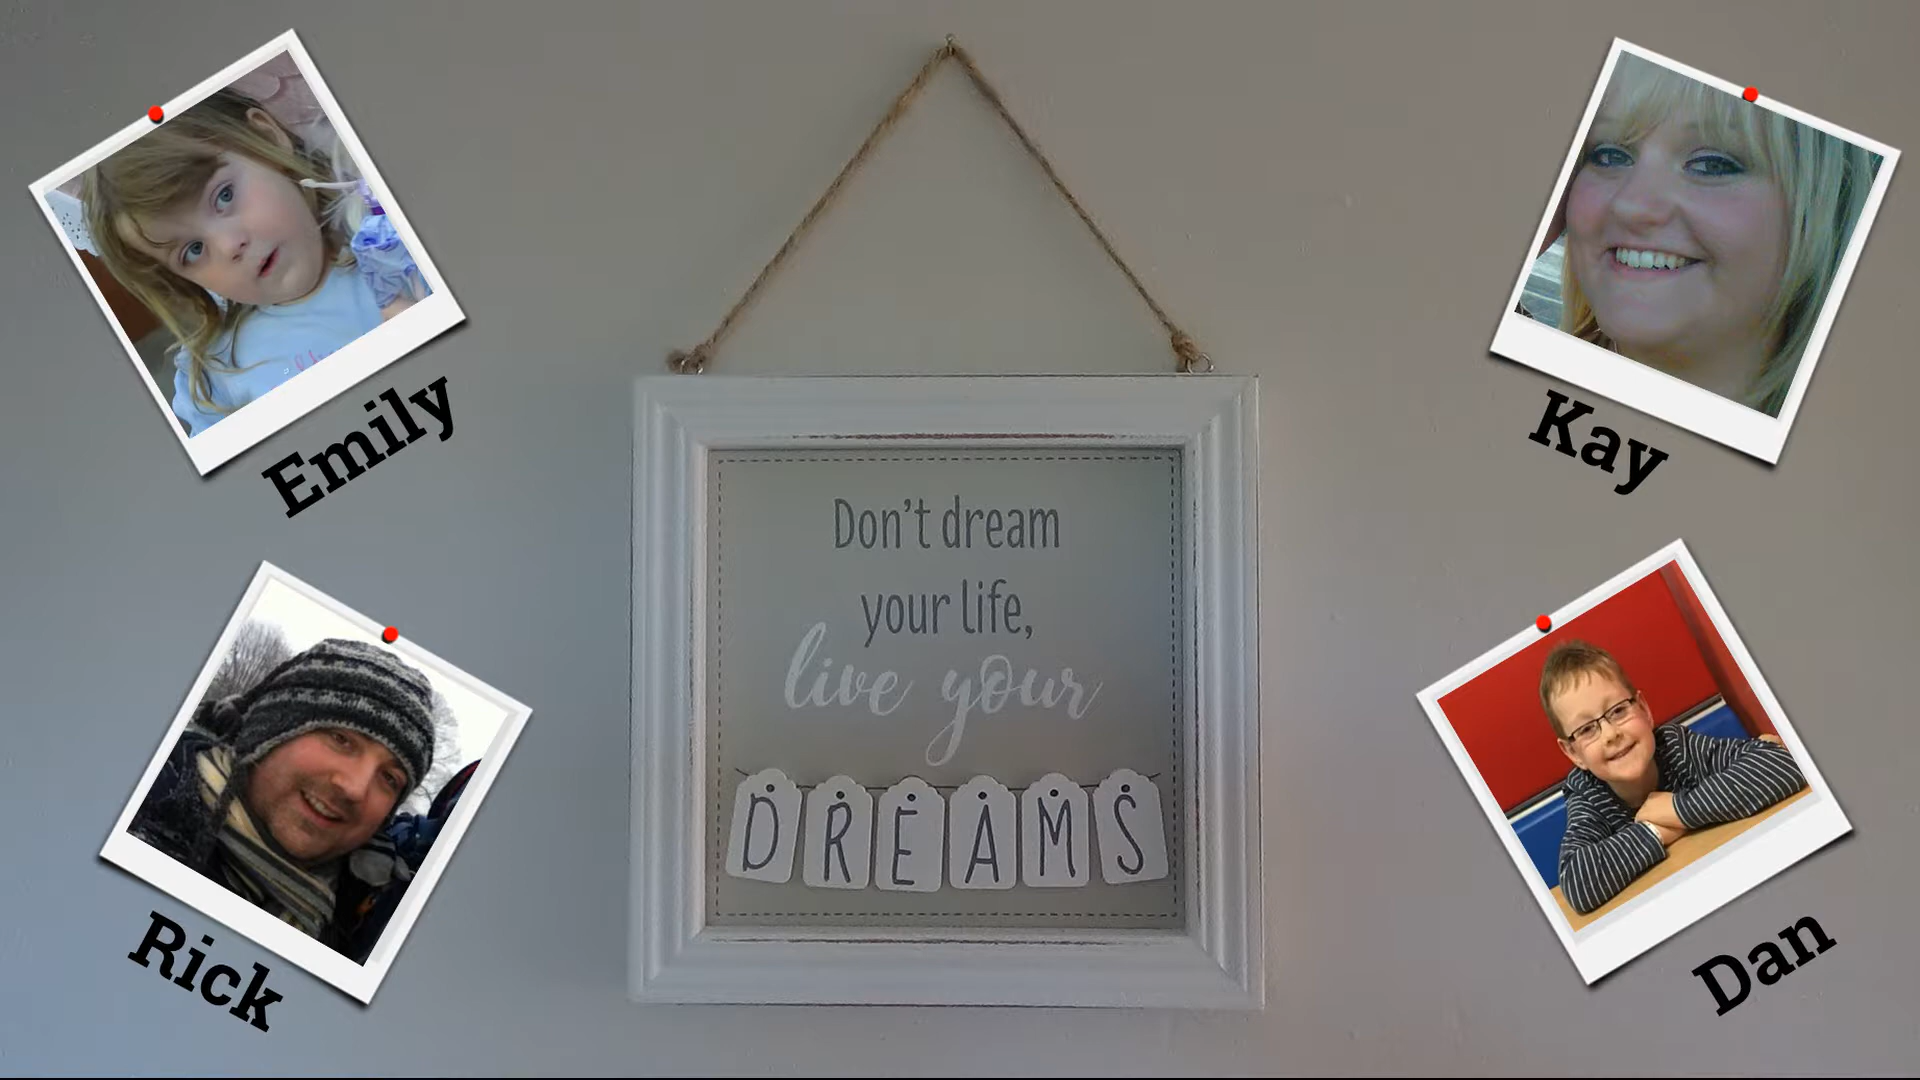 Emily
Kay
Don't dream
your life,
live your
DREAMS
Rick
Dan